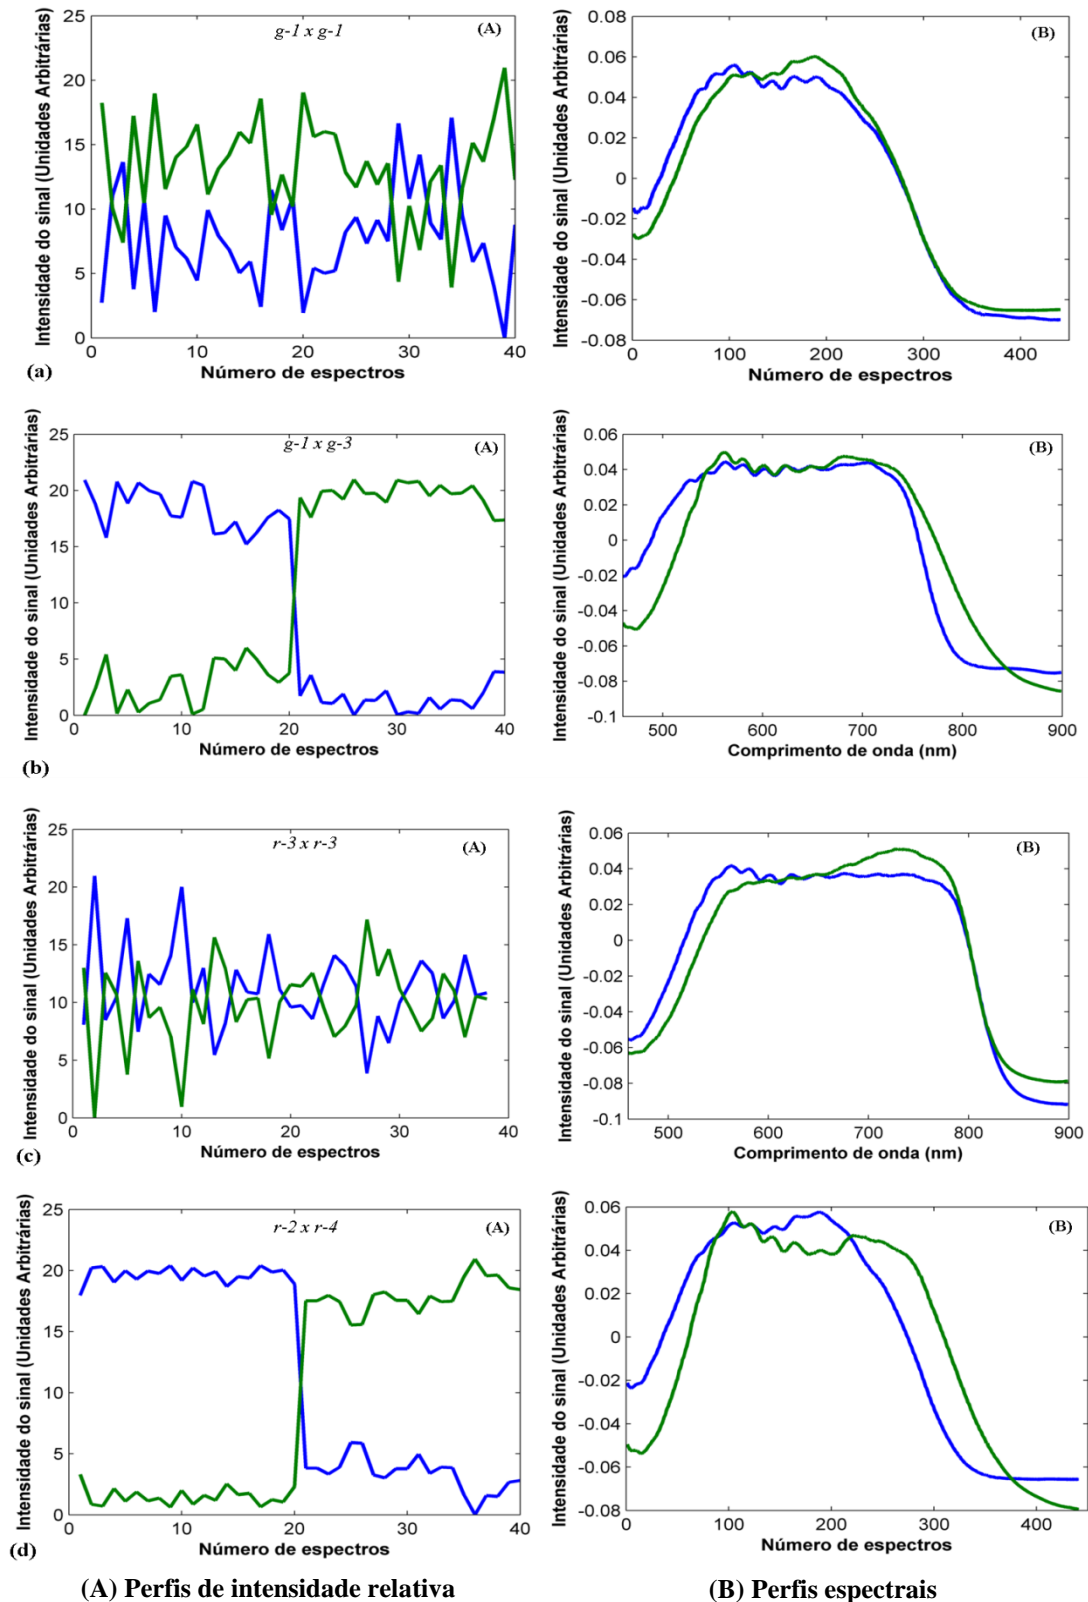 Intensidade do sinal (Unidades Arbitrárias)
25
20
15
10
5
0
g-1 x g-1
(A)
0 10 20 30 40
Número de espectros
(a)
Intensidade do sinal (Unidades Arbitrárias)
0.08
0.06
0.04
0.02
0
-0.02
-0.04
-0.06
-0.08
(B)
0 100 200 300 400
Número de espectros
Intensidade do sinal (Unidades Arbitrárias)
25
20
15
10
5
0
g-1 x g-3
(A)
0 10 20 30 40
Número de espectros
(b)
Intensidade do sinal (Unidades Arbitrárias)
0.06
0.04
0.02
0
-0.02
-0.04
-0.06
-0.08
-0.1
(B)
500 600 700 800 900
Comprimento de onda (nm)
Intensidade do sinal (Unidades Arbitrárias)
25
20
15
10
5
0
r-3 x r-3
(A)
0 10 20 30 40
Número de espectros
(c)
Intensidade do sinal (Unidades Arbitrárias)
0.06
0.04
0.02
0
-0.02
-0.04
-0.06
-0.08
-0.1
(B)
500 600 700 800 900
Comprimento de onda (nm)
Intensidade do sinal (Unidades Arbitrárias)
25
20
15
10
5
0
r-2 x r-4
(A)
0 10 20 30 40
Número de espectros
(d)
Intensidade do sinal (Unidades Arbitrárias)
0.06
0.04
0.02
0
-0.02
-0.04
-0.06
-0.08
(B)
0 100 200 300 400
Número de espectros
(A) Perfis de intensidade relativa
(B) Perfis espectrais